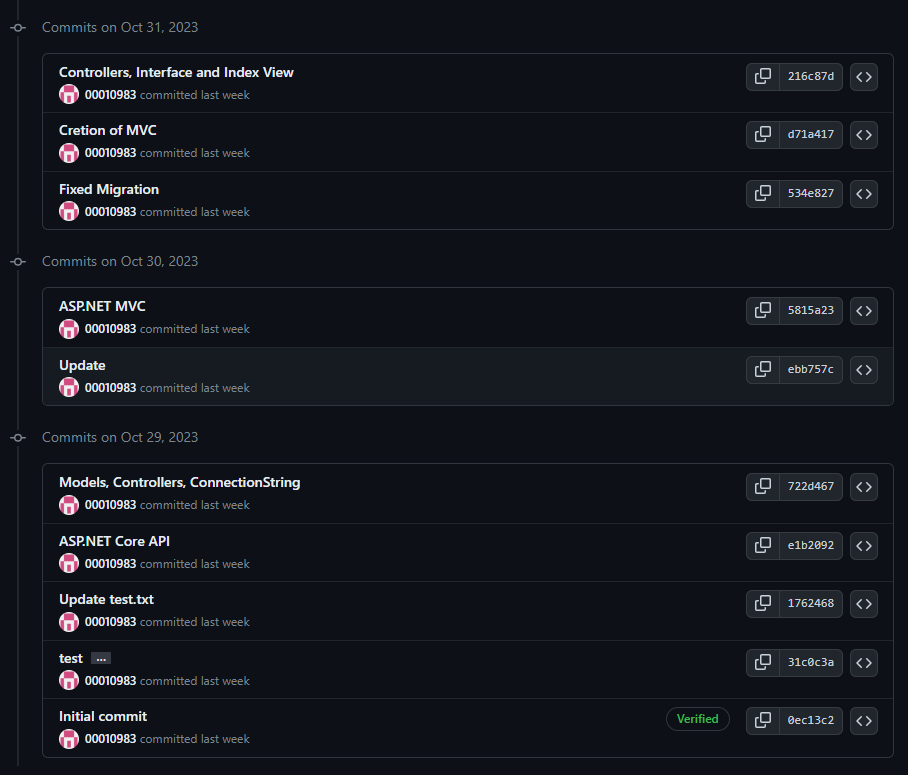 Commits on Oct 31, 2023
Controllers, Interface and Index View
216c87d
00010983 committed last week
Cretion of MVC
d71a417
00010983 committed last week
Fixed Migration
534e827
00010983 committed last week
Commits on Oct 30, 2023
ASP.NET MVC
5815a23
00010983 committed last week
Update
ebb757c
00010983 committed last week
Commits on Oct 29, 2023
Models, Controllers, ConnectionString
722d467
00010983 committed last week
ASP.NET Core API
e1b2092
00010983 committed last week
Update test.txt
1762468
00010983 committed last week
test ...
31c0c3a
00010983 committed last week
Initial commit
Verified 0ec13c2
00010983 committed last week